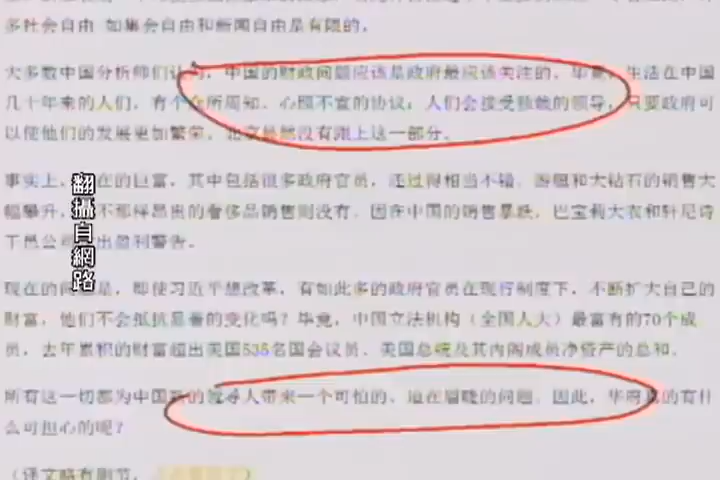 多社会自由 如集会自由和新闻自由是有限的。
大多数中国分析师们认为，中国的财政问题应该是政府最应该关注的。毕竟，生活在中国
几十年来的人们，有个众所周知、心照不宣的协议：人们会接受独裁的领导，只要政府可
以使他们的发展更加繁荣。北京虽然没有跟上这一部分。
事实上，在的巨富，其中包括很多政府官员，还过得相当不错。游艇和大钻石的销售大
幅攀升，不那样昂贵的奢侈品销售则没有。因在中国的销售暴跌，巴宝莉大衣和轩尼诗
干邑公司出盈利警告。
现在的问是，即使习近平想改革，有如此多的政府官员在现行制度下，不断扩大自己的
财富，他们不会抵抗显著的变化吗？毕竟，中国立法机构（全国人大）最富有的70个成
员，去年累积的财富超出美国535名国会议员、美国总统及其内阁成员净资产的总和。
所有这一切都为中国新的领导人带来一个可怕的、迫在眉睫的问题。因此，华府真的有什
么可担心的呢？
（译文略有删节，
翻攝自網路